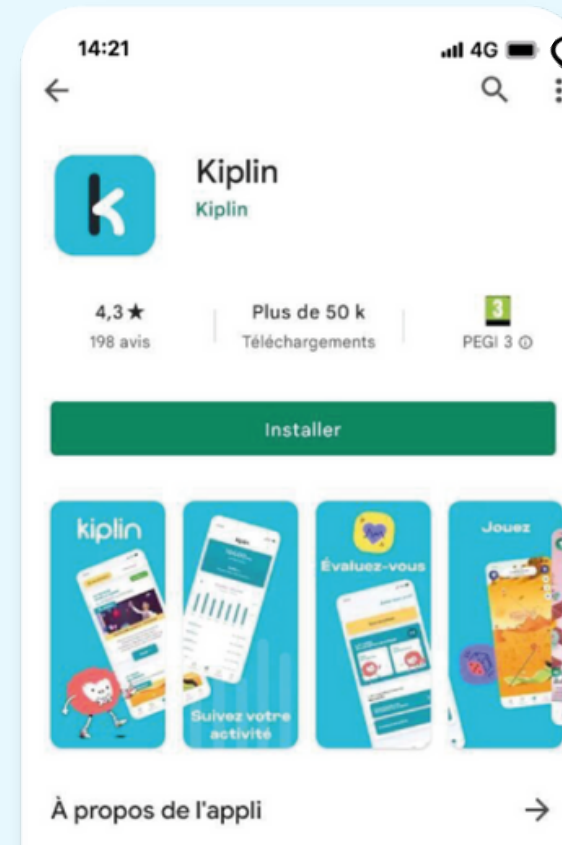 14:21
4G
Kiplin
Kiplin
4,3★
198 avis
Plus de 50 k
Téléchargements
3
PEGI 3
Installer
kiplin
Suivez votre
activité
Évaluez-vous
Jouez
À propos de l'appli